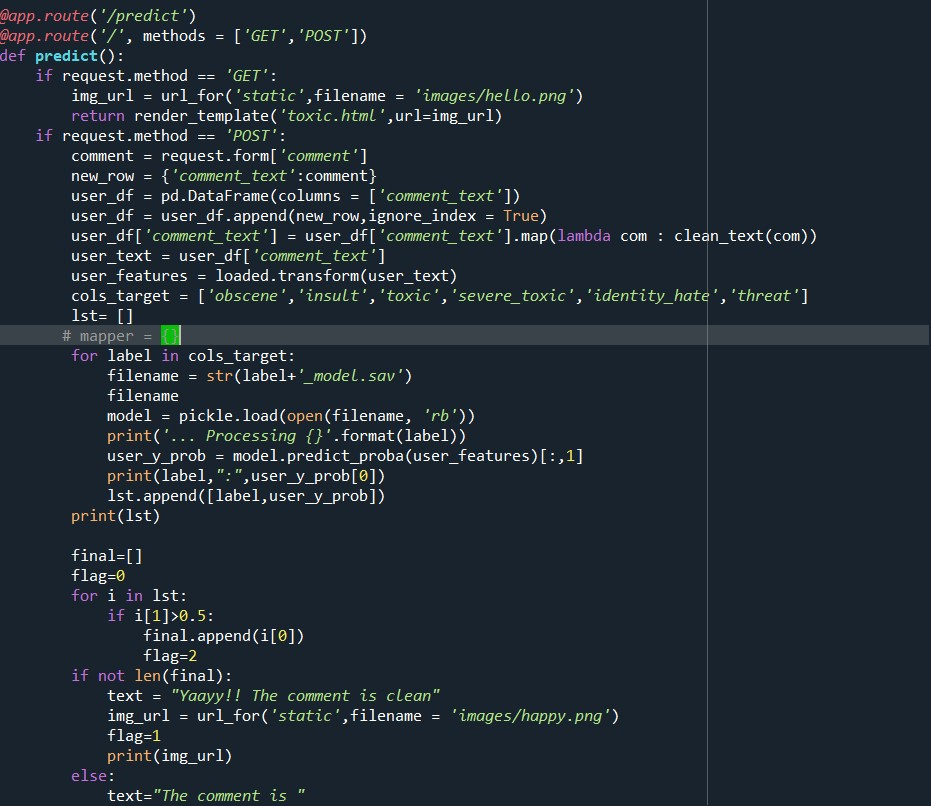 @app.route('/predict')
@app.route('/', methods = ['GET','POST'])
def predict():
    if request.method == 'GET':
        img_url = url_for('static',filename = 'images/hello.png')
        return render_template('toxic.html',url=img_url)
    if request.method == 'POST':
        comment = request.form['comment']
        new_row = {'comment_text':comment}
        user_df = pd.DataFrame(columns = ['comment_text'])
        user_df = user_df.append(new_row,ignore_index = True)
        user_df['comment_text'] = user_df['comment_text'].map(lambda com : clean_text(com))
        user_text = user_df['comment_text']
        user_features = loaded.transform(user_text)
        cols_target = ['obscene','insult','toxic','severe_toxic','identity_hate','threat']
        lst= []
       # mapper = {}
        for label in cols_target:
            filename = str(label+'_model.sav')
            filename
            model = pickle.load(open(filename, 'rb'))
            print('... Processing {}'.format(label))
            user_y_prob = model.predict_proba(user_features)[:,1]
            print(label,":",user_y_prob[0])
            lst.append([label,user_y_prob])
        print(lst)

        final=[]
        flag=0
        for i in lst:
            if i[1]>0.5:
                final.append(i[0])
                flag=2
        if not len(final):
            text = "Yaayy!! The comment is clean"
            img_url = url_for('static',filename = 'images/happy.png')
            flag=1
            print(img_url)
        else:
            text="The comment is "